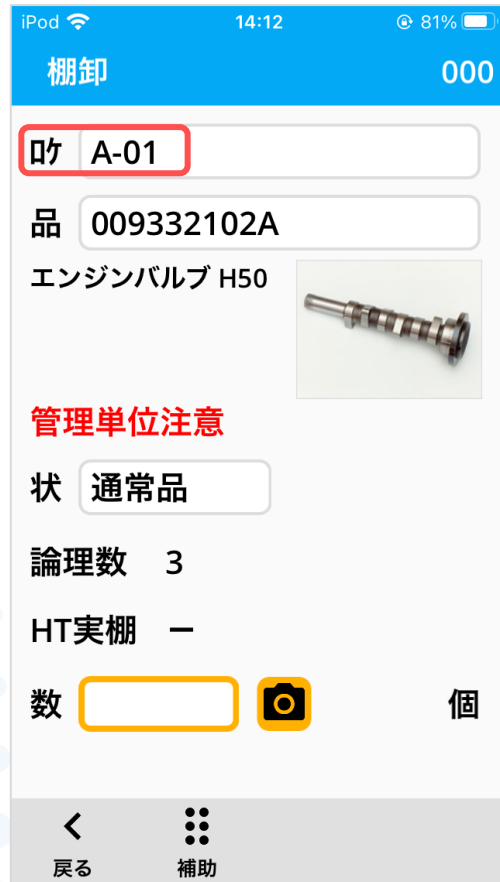 iPod 14:12 81%
棚卸 000
ﾛｹ A-01
品 009332102A
エンジンバルブ H50
管理単位注意
状 通常品
論理数 3
HT実棚 ー
数 個
戻る 補助